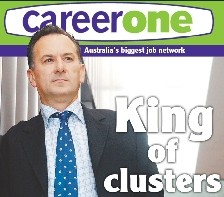 careerone
Australia's biggest job network
King
of
clusters